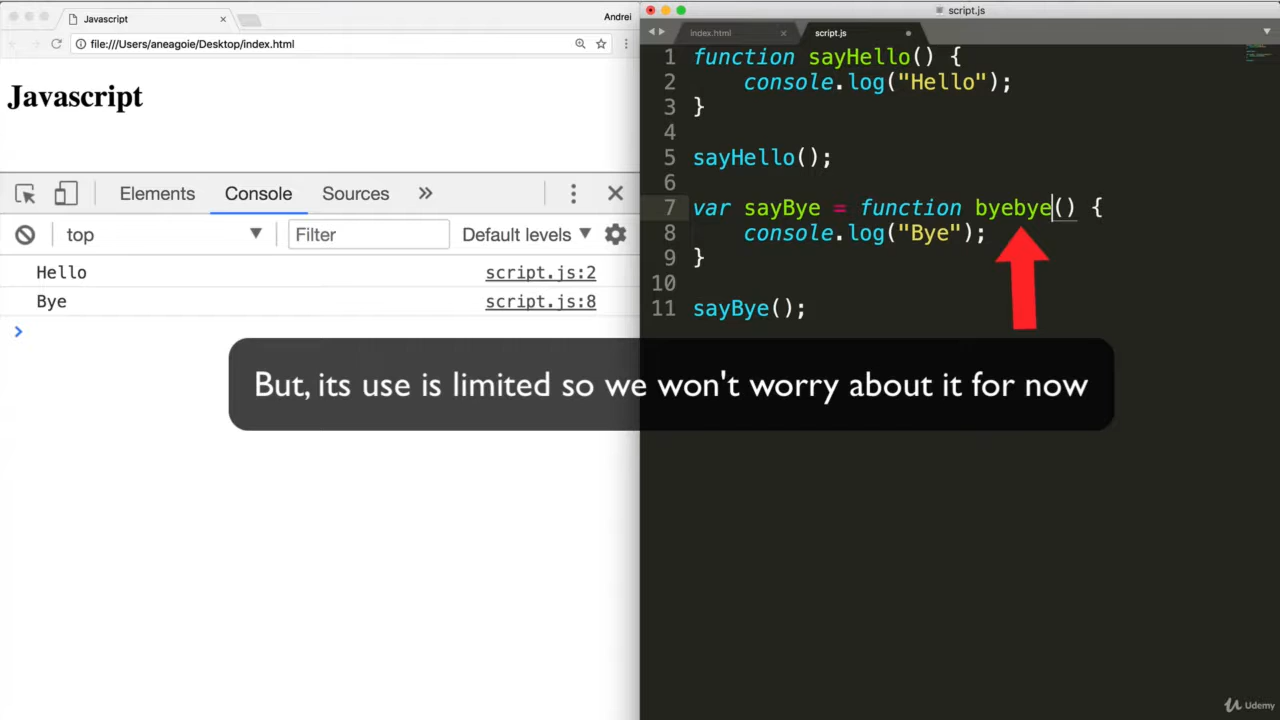 Javascript
Andrei
file:///Users/aneagoie/Desktop/index.html
Javascript
Elements Console Sources »
top Filter Default levels
Hello script.js:2
Bye script.js:8
>
script.js
index.html script.js
1 function sayHello() {
2 console.log("Hello");
3 }
4
5 sayHello();
6
7 var sayBye = function byebye() {
8 console.log("Bye");
9 }
10
11 sayBye();
But, its use is limited so we won't worry about it for now
Udemy